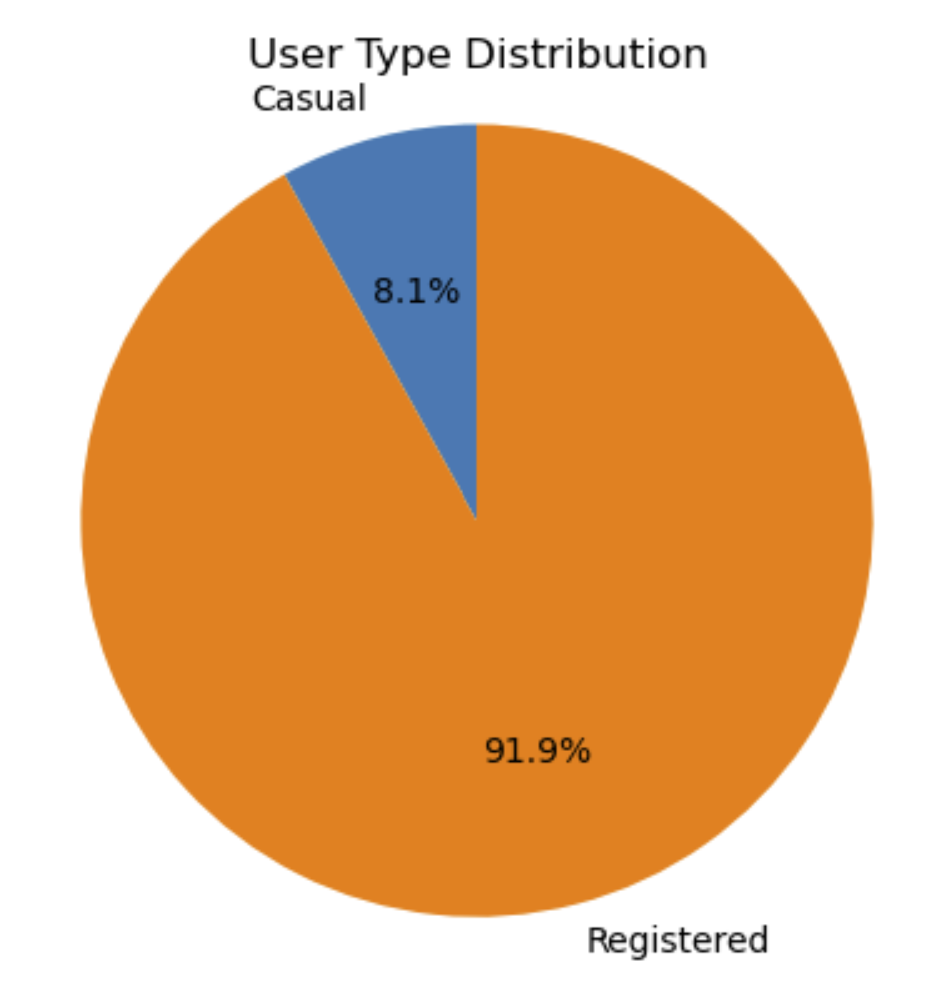 User Type Distribution
Casual
8.1%
91.9%
Registered